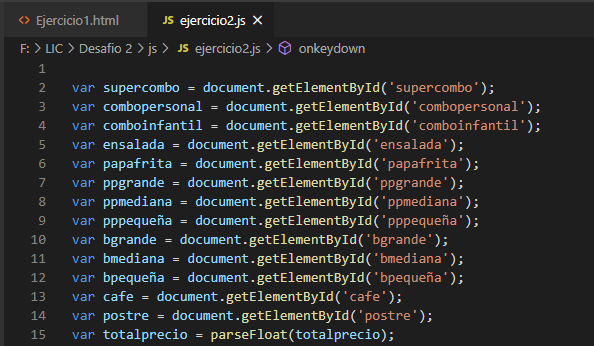 Ejercicio1.html JS ejercicio2.js
F: > LIC > Desafio 2 > js > JS ejercicio2.js > onkeydown
1
2 var supercombo = document.getElementById('supercombo');
3 var combopersonal = document.getElementById('combopersonal');
4 var comboinfantil = document.getElementById('comboinfantil');
5 var ensalada = document.getElementById('ensalada');
6 var papafrita = document.getElementById('papafrita');
7 var ppgrande = document.getElementById('ppgrande');
8 var ppmediana = document.getElementById('ppmediana');
9 var pppequeña = document.getElementById('pppequeña');
10 var bgrande = document.getElementById('bgrande');
11 var bmediana = document.getElementById('bmediana');
12 var bpequeña = document.getElementById('bpequeña');
13 var cafe = document.getElementById('cafe');
14 var postre = document.getElementById('postre');
15 var totalprecio = parseFloat(totalprecio);